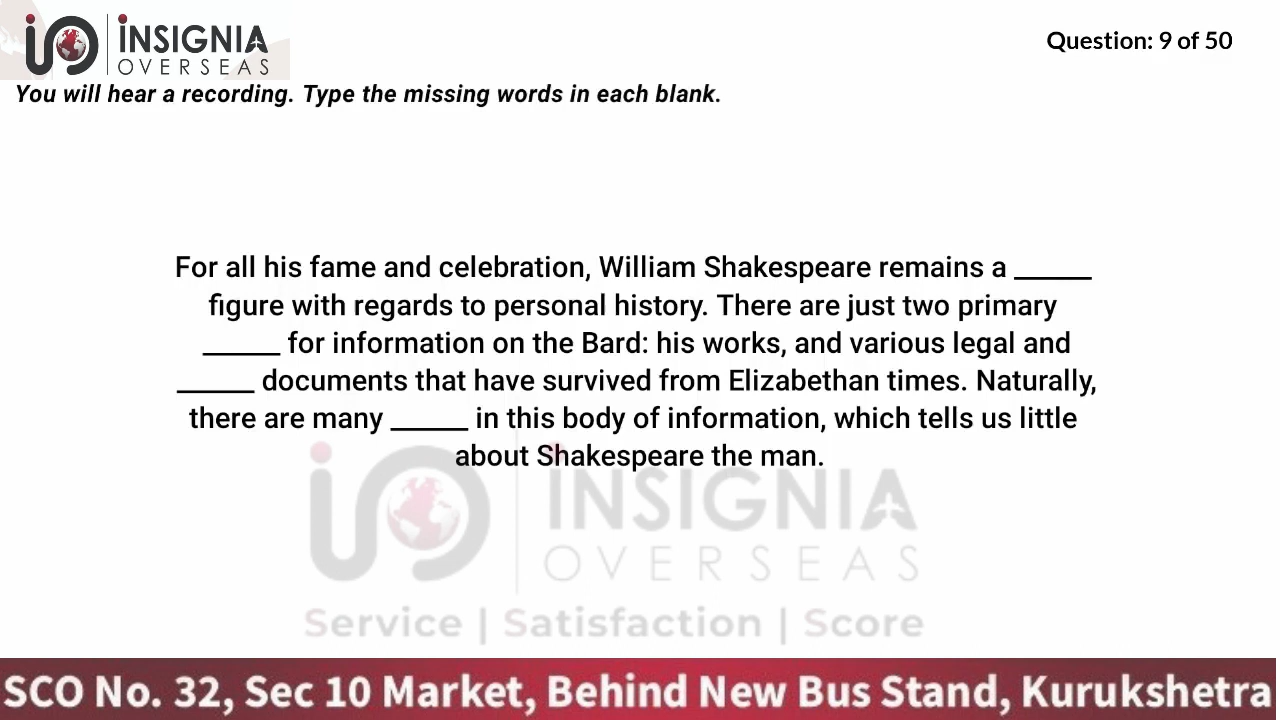 INSIGNIA
OVERSEAS
Question: 9 of 50
You will hear a recording. Type the missing words in each blank.
For all his fame and celebration, William Shakespeare remains a ______
figure with regards to personal history. There are just two primary
______ for information on the Bard: his works, and various legal and
______ documents that have survived from Elizabethan times. Naturally,
there are many ______ in this body of information, which tells us little
about Shakespeare the man.
INSIGNIA
OVERSEAS
Service | Satisfaction | Score
SCO No. 32, Sec 10 Market, Behind New Bus Stand, Kurukshetra